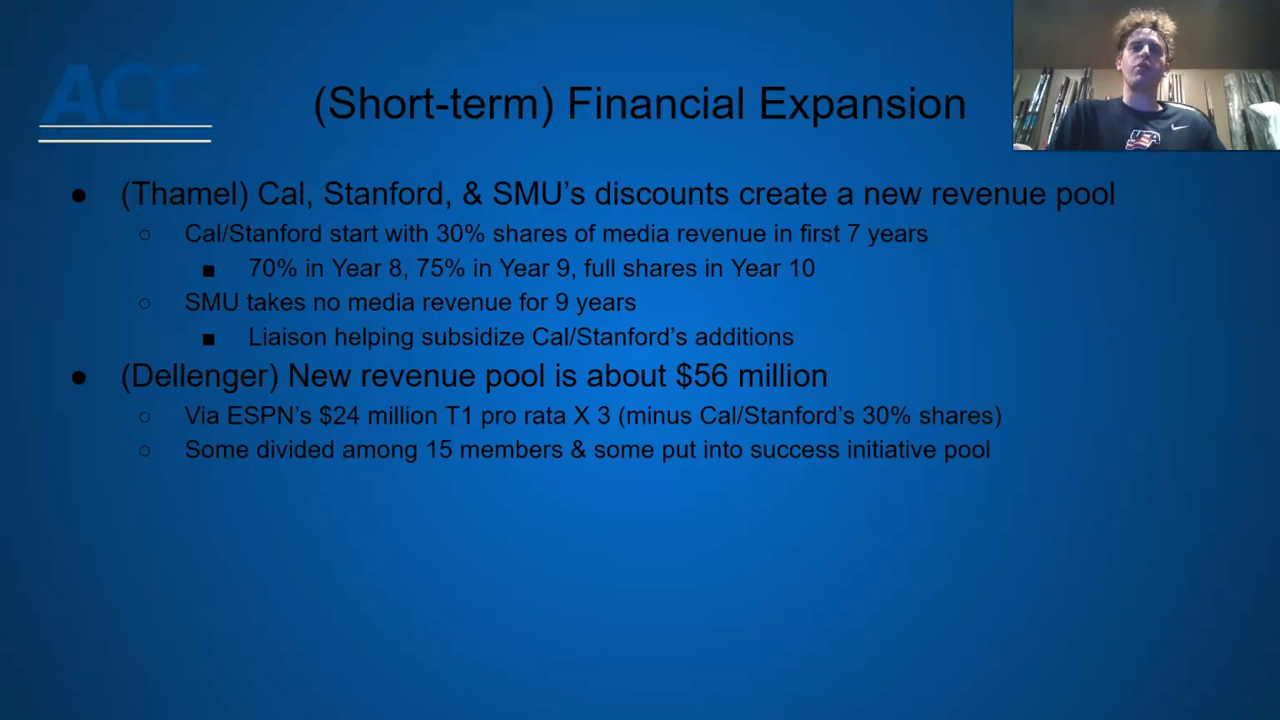 ACC
(Short-term) Financial Expansion
USA
● (Thamel) Cal, Stanford, & SMU’s discounts create a new revenue pool
○ Cal/Stanford start with 30% shares of media revenue in first 7 years
■ 70% in Year 8, 75% in Year 9, full shares in Year 10
○ SMU takes no media revenue for 9 years
■ Liaison helping subsidize Cal/Stanford’s additions
● (Dellenger) New revenue pool is about $56 million
○ Via ESPN’s $24 million T1 pro rata X 3 (minus Cal/Stanford’s 30% shares)
○ Some divided among 15 members & some put into success initiative pool